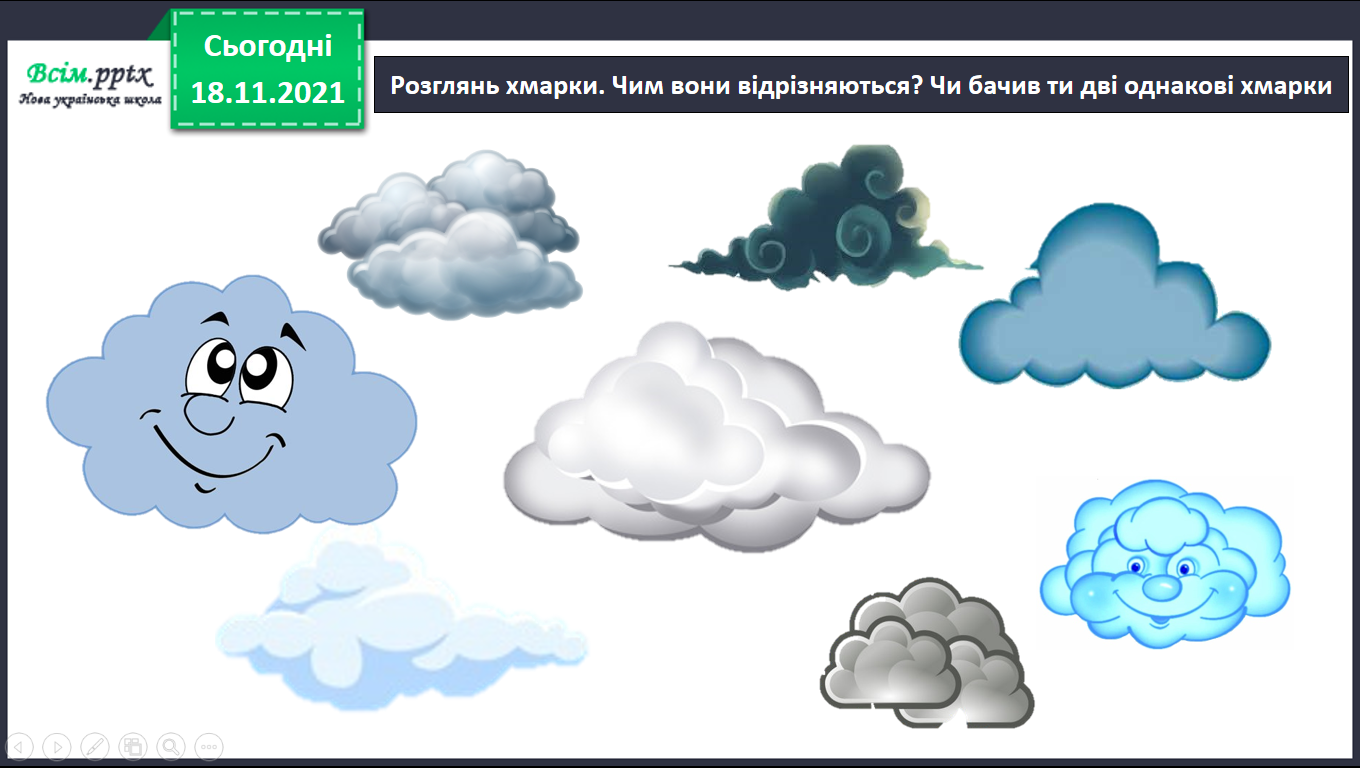 Всім.pptx
Нова українська школа
Сьогодні
18.11.2021
Розглянь хмарки. Чим вони відрізняються? Чи бачив ти дві однакові хмарки